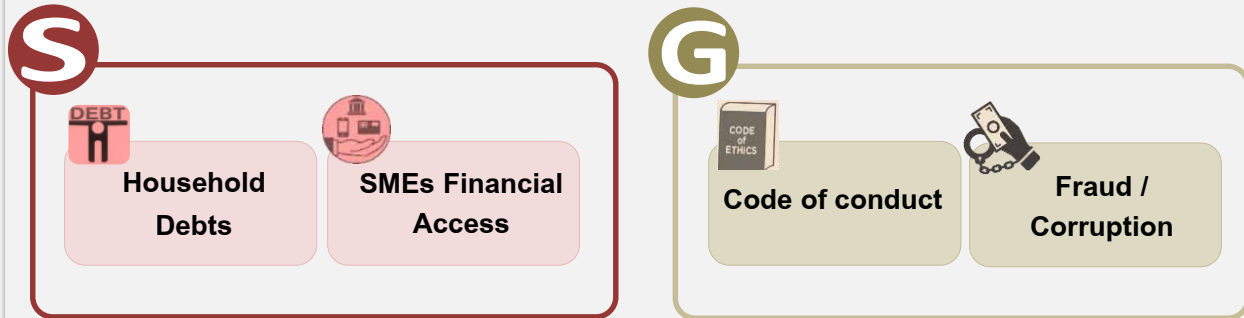 S
DEBT
Household
Debts
SMEs Financial
Access
G
CODE
of
ETHICS
Code of conduct
Fraud /
Corruption